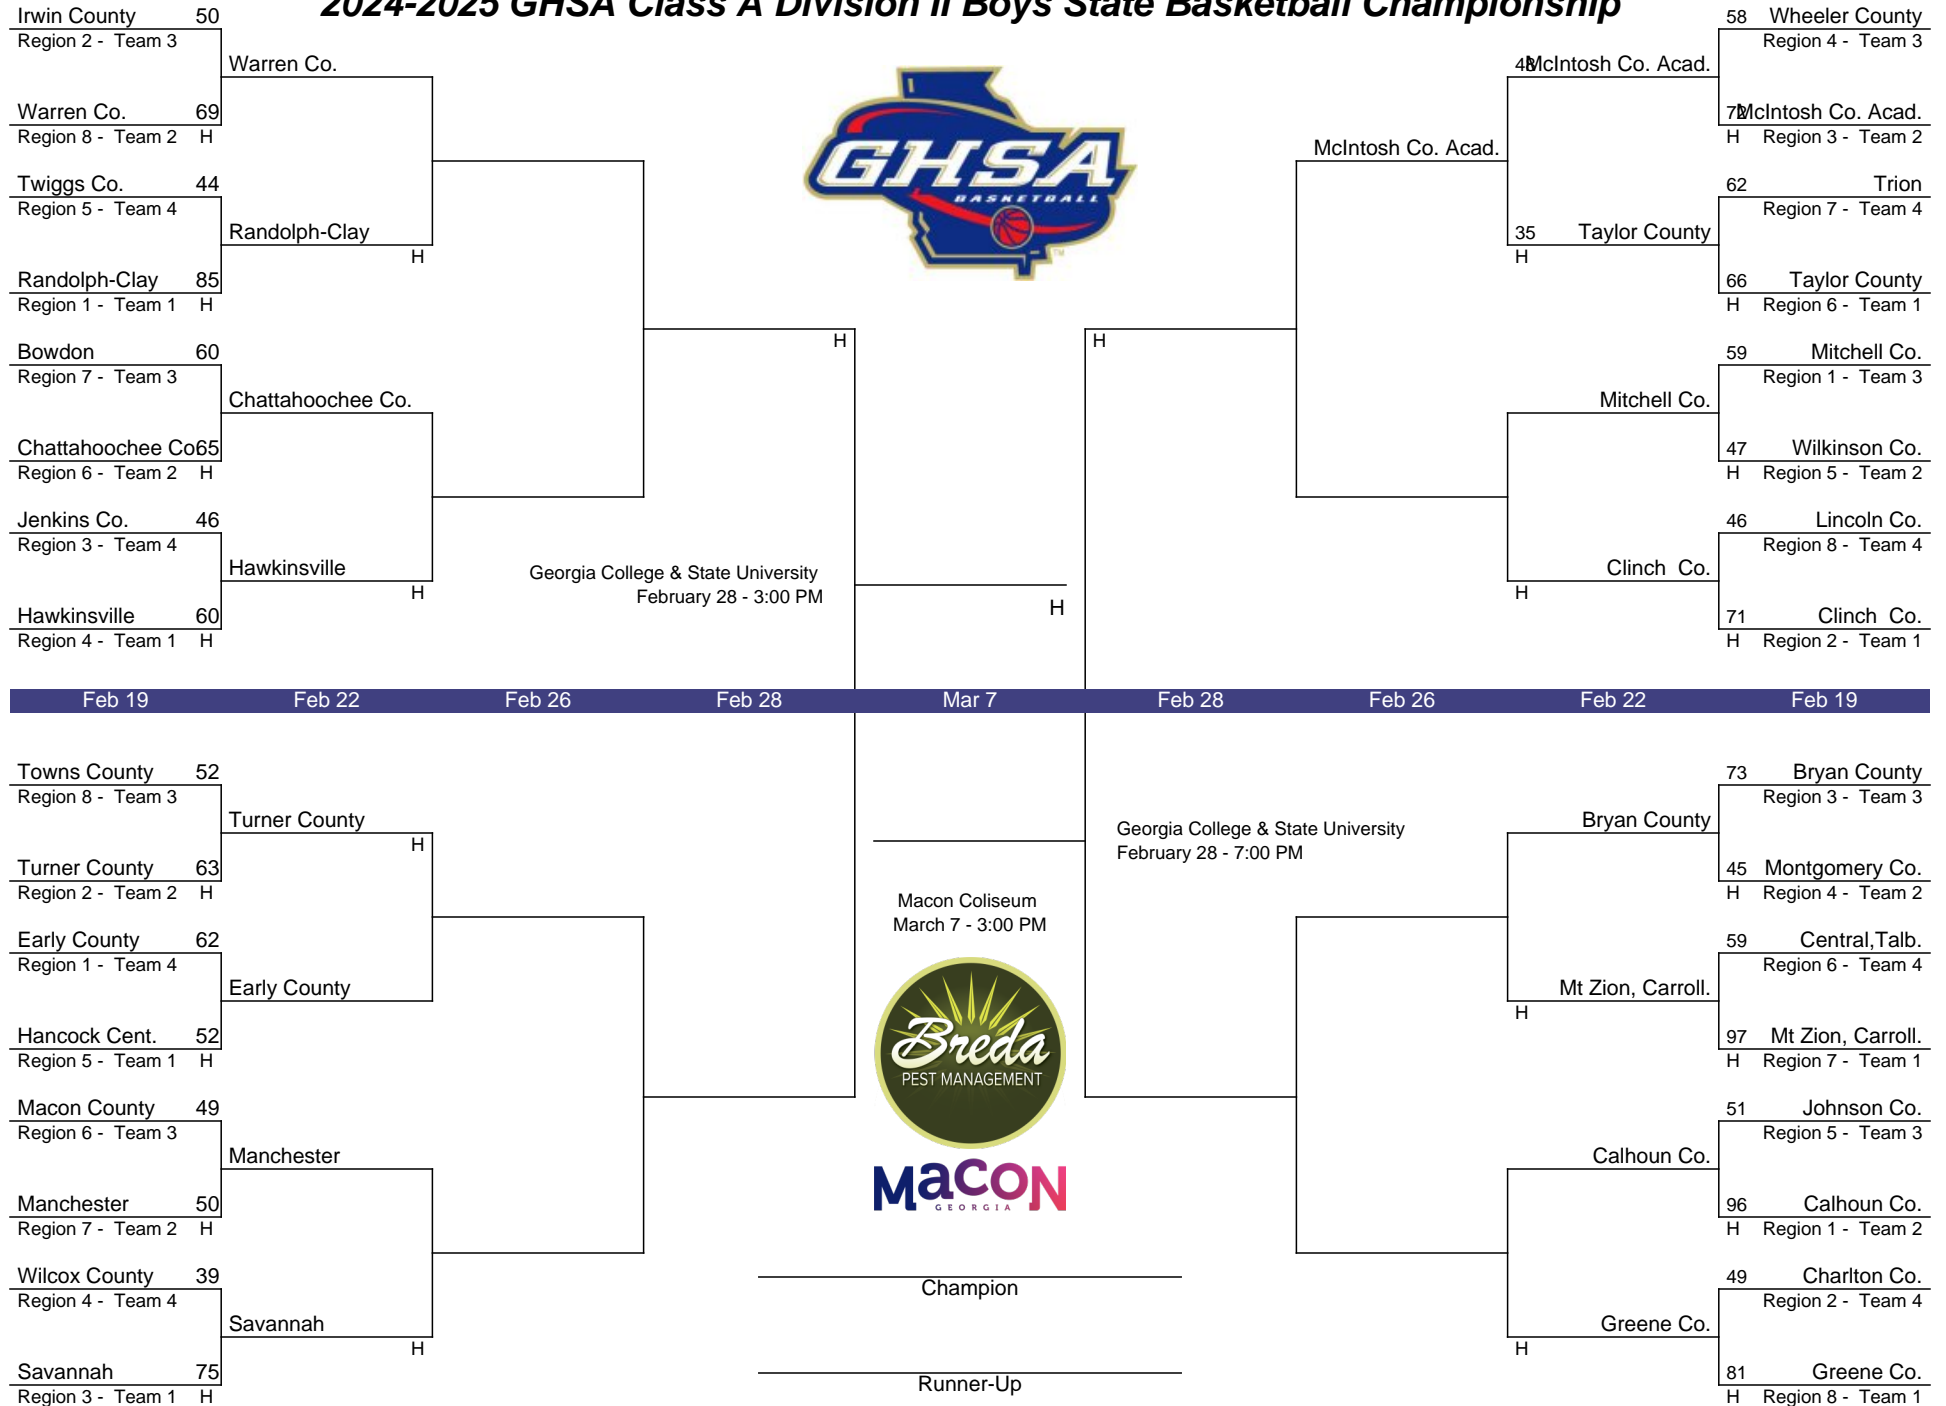 2024-2025 GHSA Class A Division II Boys State Basketball Championship
Irwin County 50
Region 2 - Team 3
Warren Co.
Warren Co. 69
Region 8 - Team 2 H
Twiggs Co. 44
Region 5 - Team 4
Randolph-Clay
H
Randolph-Clay 85
Region 1 - Team 1 H
Bowdon 60
Region 7 - Team 3
Chattahoochee Co.
Chattahoochee Co. 65
Region 6 - Team 2 H
Jenkins Co. 46
Region 3 - Team 4
Hawkinsville
H
Hawkinsville 60
Region 4 - Team 1 H
H
Georgia College & State University
February 28 - 3:00 PM
H
GHSA
BASKETBALL
TM
58 Wheeler County
Region 4 - Team 3
48 McIntosh Co. Acad.
72 McIntosh Co. Acad.
H Region 3 - Team 2
McIntosh Co. Acad.
62 Trion
Region 7 - Team 4
35 Taylor County
H
66 Taylor County
H Region 6 - Team 1
H
59 Mitchell Co.
Region 1 - Team 3
Mitchell Co.
47 Wilkinson Co.
H Region 5 - Team 2
46 Lincoln Co.
Region 8 - Team 4
Clinch Co.
H
71 Clinch Co.
H Region 2 - Team 1
Feb 19 Feb 22 Feb 26 Feb 28 Mar 7 Feb 28 Feb 26 Feb 22 Feb 19
Towns County 52
Region 8 - Team 3
Turner County
H
Turner County 63
Region 2 - Team 2 H
Early County 62
Region 1 - Team 4
Early County
Hancock Cent. 52
Region 5 - Team 1 H
Macon County 49
Region 6 - Team 3
Manchester
Manchester 50
Region 7 - Team 2 H
Wilcox County 39
Region 4 - Team 4
Savannah
H
Savannah 75
Region 3 - Team 1 H
Macon Coliseum
March 7 - 3:00 PM
Breda
PEST MANAGEMENT
Macon
GEORGIA
Champion
Runner-Up
Georgia College & State University
February 28 - 7:00 PM
73 Bryan County
Region 3 - Team 3
Bryan County
45 Montgomery Co.
H Region 4 - Team 2
59 Central,Talb.
Region 6 - Team 4
Mt Zion, Carroll.
H
97 Mt Zion, Carroll.
H Region 7 - Team 1
51 Johnson Co.
Region 5 - Team 3
Calhoun Co.
96 Calhoun Co.
H Region 1 - Team 2
49 Charlton Co.
Region 2 - Team 4
Greene Co.
H
81 Greene Co.
H Region 8 - Team 1